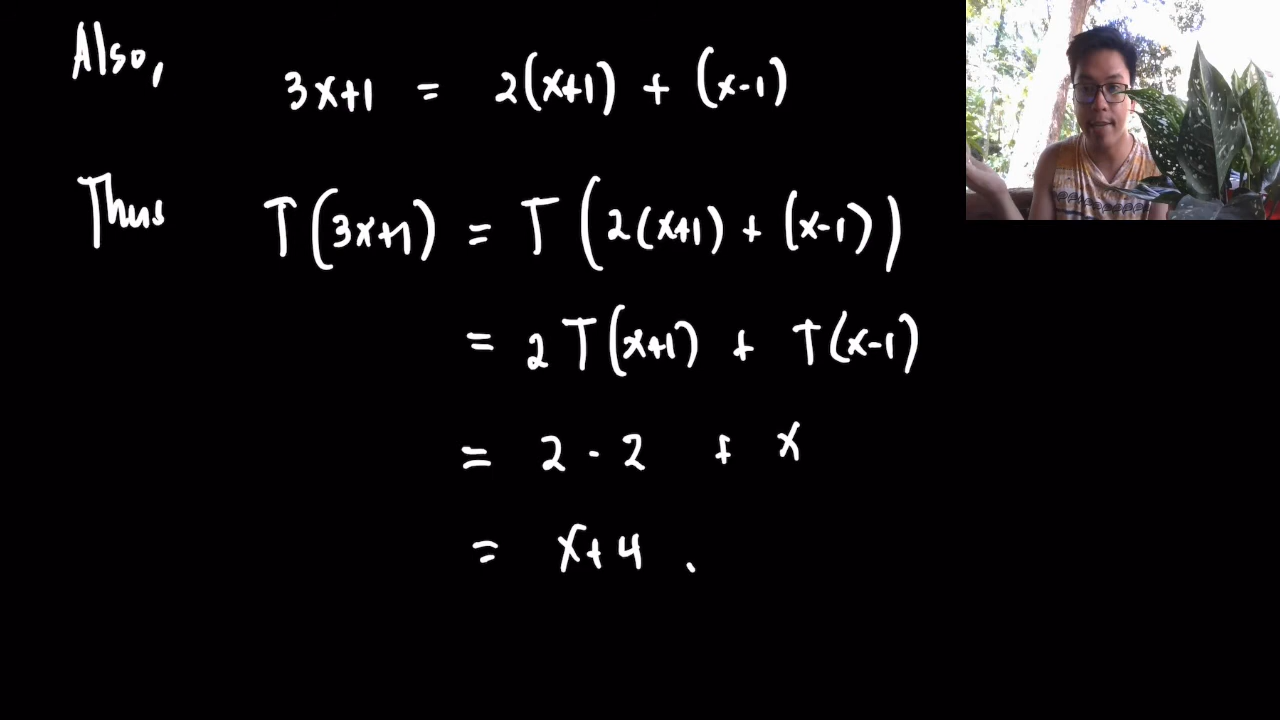 Also, 3x+1 = 2(x+1) + (x-1)
Thus T(3x+1) = T(2(x+1) + (x-1))
= 2T(x+1) + T(x-1)
= 2 · 2 + x
= x+4.